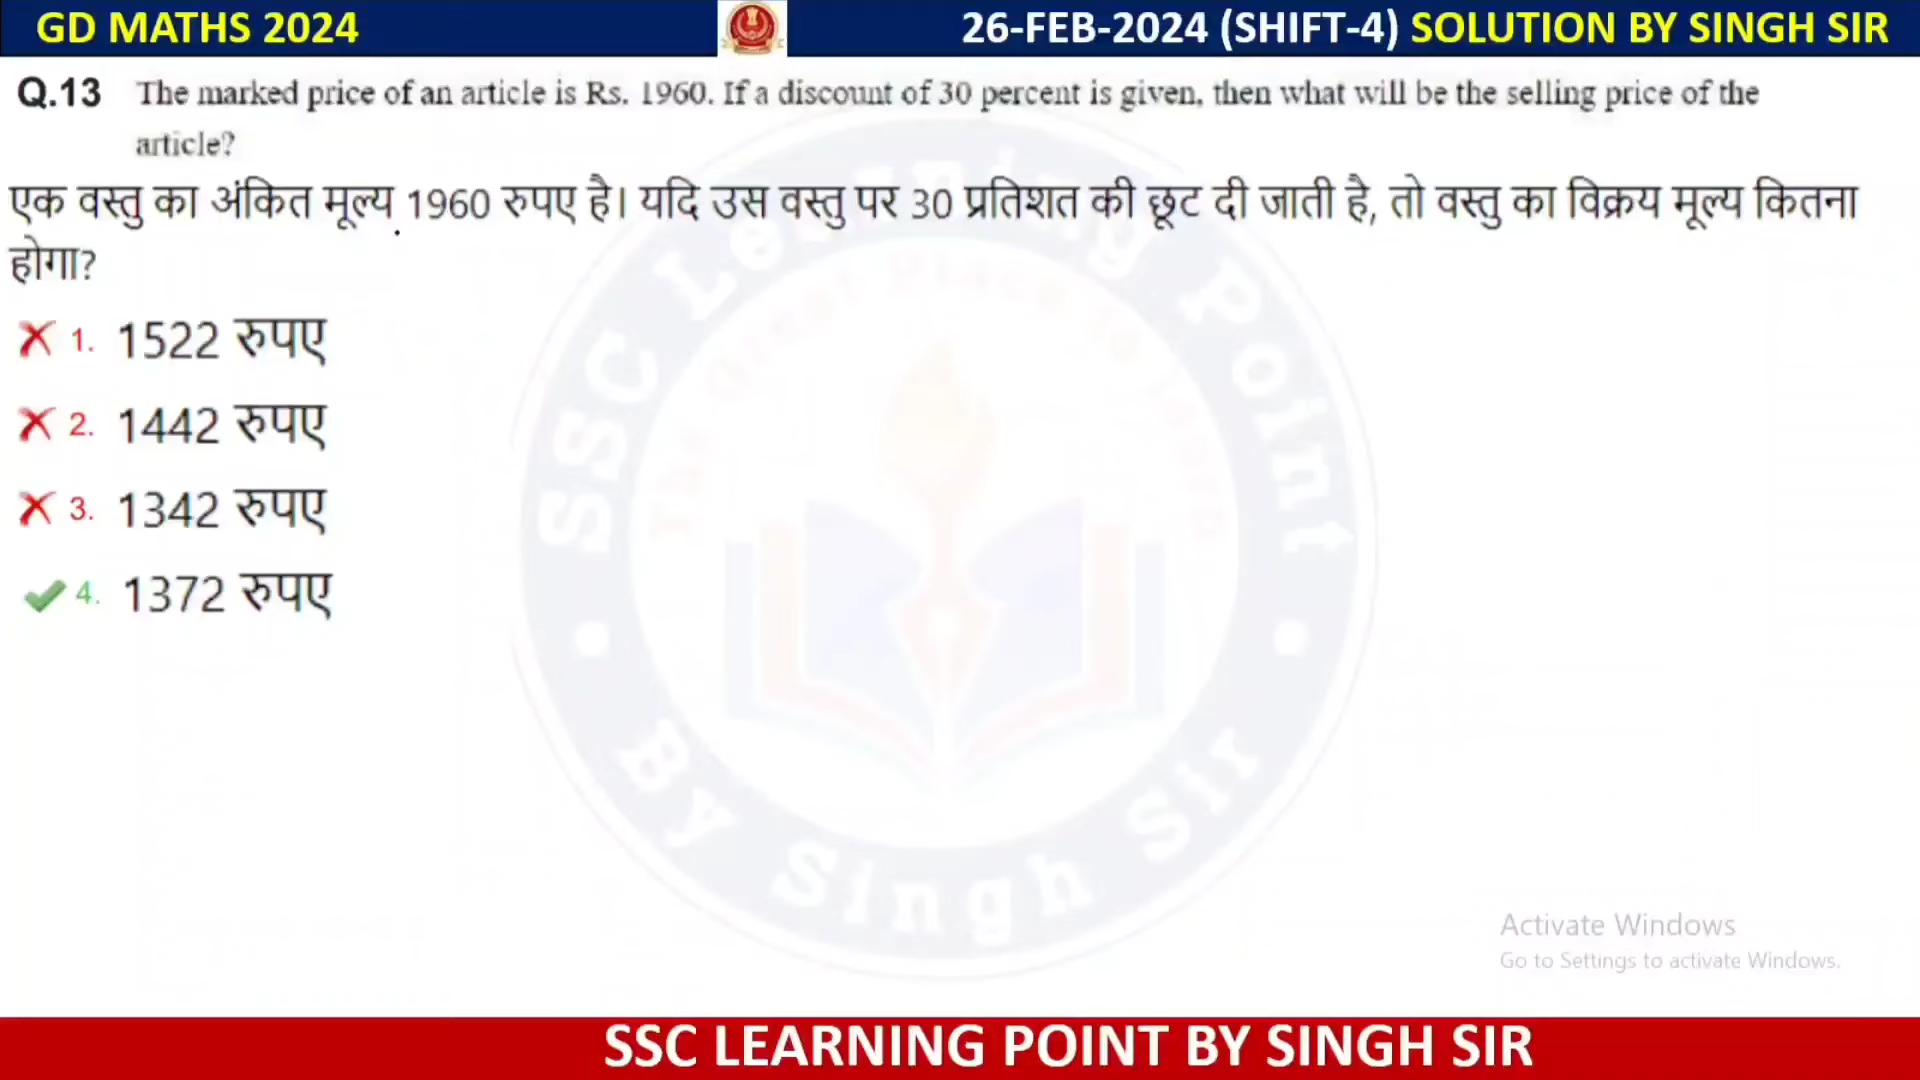 GD MATHS 2024
26-FEB-2024 (SHIFT-4) SOLUTION BY SINGH SIR
Q.13 The marked price of an article is Rs. 1960. If a discount of 30 percent is given, then what will be the selling price of the
article?
एक वस्तु का अंकित मूल्य 1960 रुपए है। यदि उस वस्तु पर 30 प्रतिशत की छूट दी जाती है, तो वस्तु का विक्रय मूल्य कितना
होगा?
1. 1522 रुपए
2. 1442 रुपए
3. 1342 रुपए
4. 1372 रुपए
SSC Learning Point
By Singh Sir
Activate Windows
Go to Settings to activate Windows.
SSC LEARNING POINT BY SINGH SIR